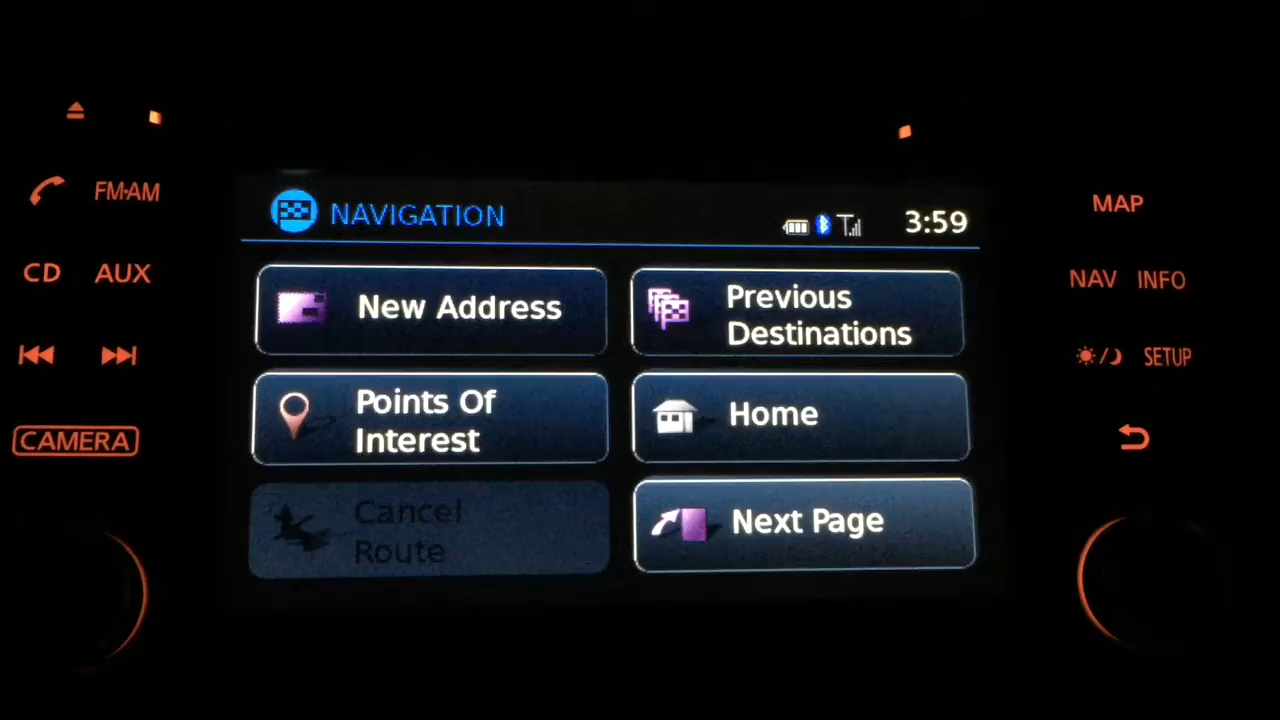 FM·AM
CD AUX
CAMERA
NAVIGATION
3:59
New Address
Previous
Destinations
Points Of
Interest
Home
Cancel
Route
Next Page
MAP
NAV INFO
SETUP